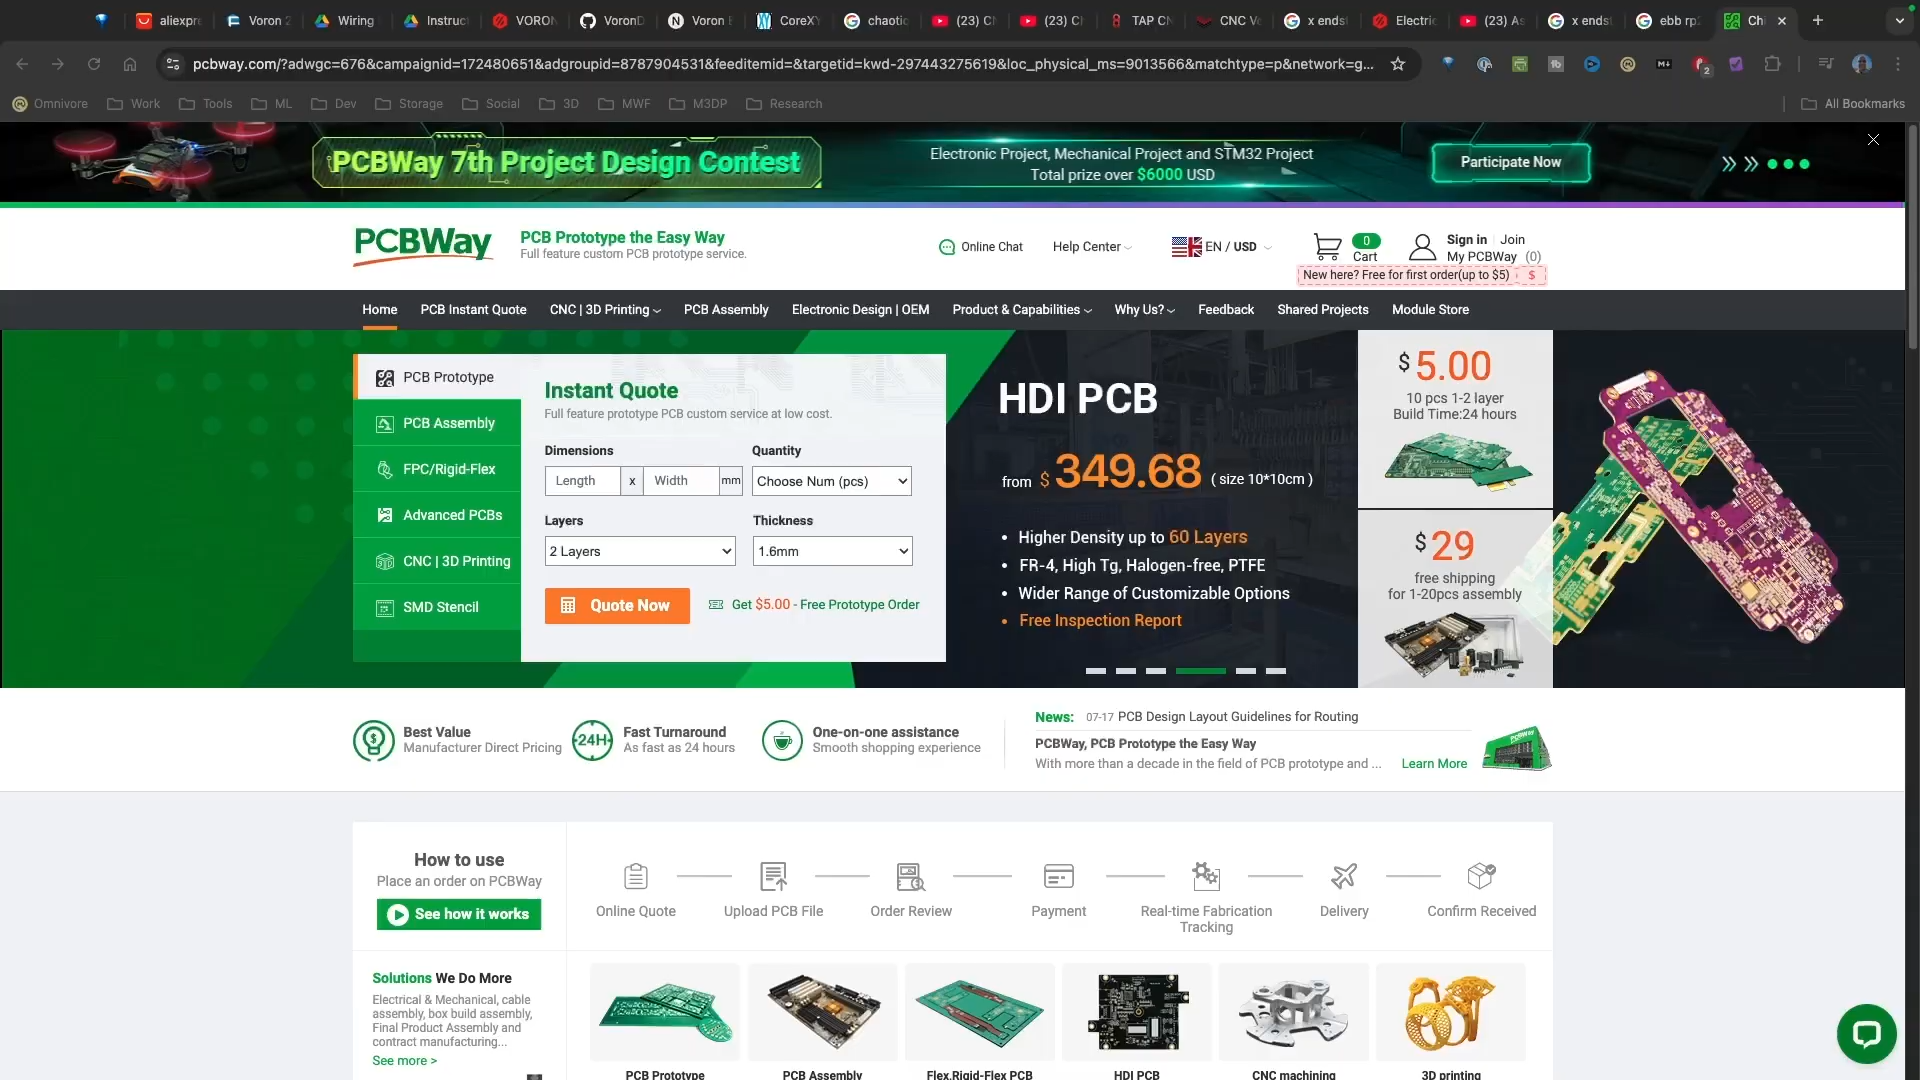 aliexpr
Voron 2
Wiring
Instruct
VORON
VoronD
Voron
CoreXY
chaotic
(23) Cl
(23) Cl
TAP CN
CNC Vo
x endst
Electric
(23) As
x endst
ebb rp2
Ch
pcbway.com/?adwgc=676&campaignid=172480651&adgroupid=8787904531&feeditemid=&targetid=kwd-297443275619&loc_physical_ms=9013566&matchtype=p&network=g...
Omnivore
Work
Tools
ML
Dev
Storage
Social
3D
MWF
M3DP
Research
All Bookmarks
PCBWay 7th Project Design Contest
Electronic Project, Mechanical Project and STM32 Project
Total prize over $6000 USD
Participate Now
PCBWay
PCB Prototype the Easy Way
Full feature custom PCB prototype service.
Online Chat
Help Center
EN / USD
0
Cart
Sign in
Join
My PCBWay (0)
New here? Free for first order(up to $5) $
Home
PCB Instant Quote
CNC | 3D Printing
PCB Assembly
Electronic Design | OEM
Product & Capabilities
Why Us?
Feedback
Shared Projects
Module Store
PCB Prototype
PCB Assembly
FPC/Rigid-Flex
Advanced PCBs
CNC | 3D Printing
SMD Stencil
Instant Quote
Full feature prototype PCB custom service at low cost.
Dimensions
Quantity
Length x Width mm
Choose Num (pcs)
Layers
Thickness
2 Layers
1.6mm
Quote Now
Get $5.00 - Free Prototype Order
HDI PCB
from $ 349.68 ( size 10*10cm )
• Higher Density up to 60 Layers
• FR-4, High Tg, Halogen-free, PTFE
• Wider Range of Customizable Options
• Free Inspection Report
$ 5.00
10 pcs 1-2 layer
Build Time:24 hours
$ 29
free shipping
for 1-20pcs assembly
Best Value
Manufacturer Direct Pricing
24H
Fast Turnaround
As fast as 24 hours
One-on-one assistance
Smooth shopping experience
News: 07-17 PCB Design Layout Guidelines for Routing
PCBWay, PCB Prototype the Easy Way
With more than a decade in the field of PCB prototype and ...
Learn More
How to use
Place an order on PCBWay
See how it works
Online Quote
Upload PCB File
Order Review
Payment
Real-time Fabrication
Tracking
Delivery
Confirm Received
Solutions We Do More
Electrical & Mechanical, cable
assembly, box build assembly,
Final Product Assembly and
contract manufacturing...
See more >
PCB Prototype
PCB Assembly
Flex,Rigid-Flex PCB
HDI PCB
CNC machining
3D printing